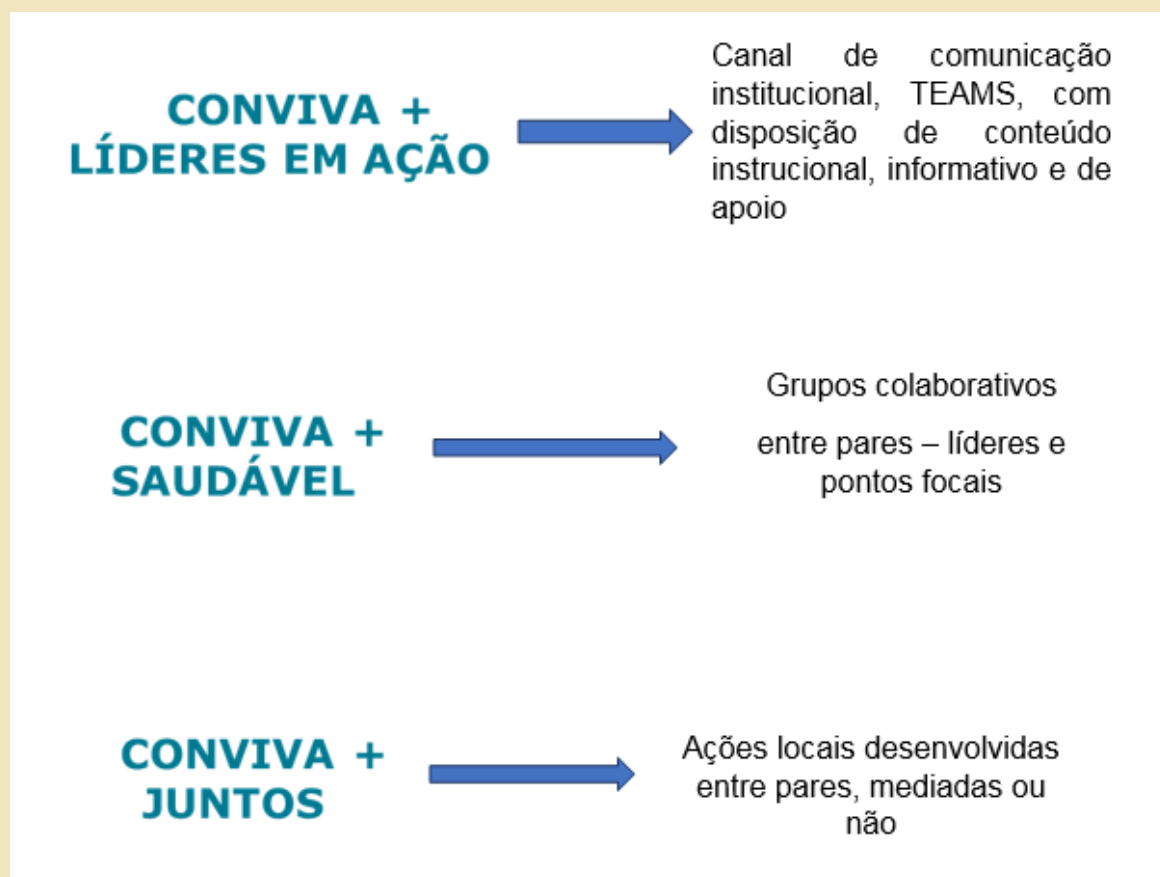 CONVIVA +
LÍDERES EM AÇÃO
Canal de comunicação
institucional, TEAMS, com
disposição de conteúdo
instrucional, informativo e de
apoio
CONVIVA +
SAUDÁVEL
Grupos colaborativos
entre pares – líderes e
pontos focais
CONVIVA +
JUNTOS
Ações locais desenvolvidas
entre pares, mediadas ou
não